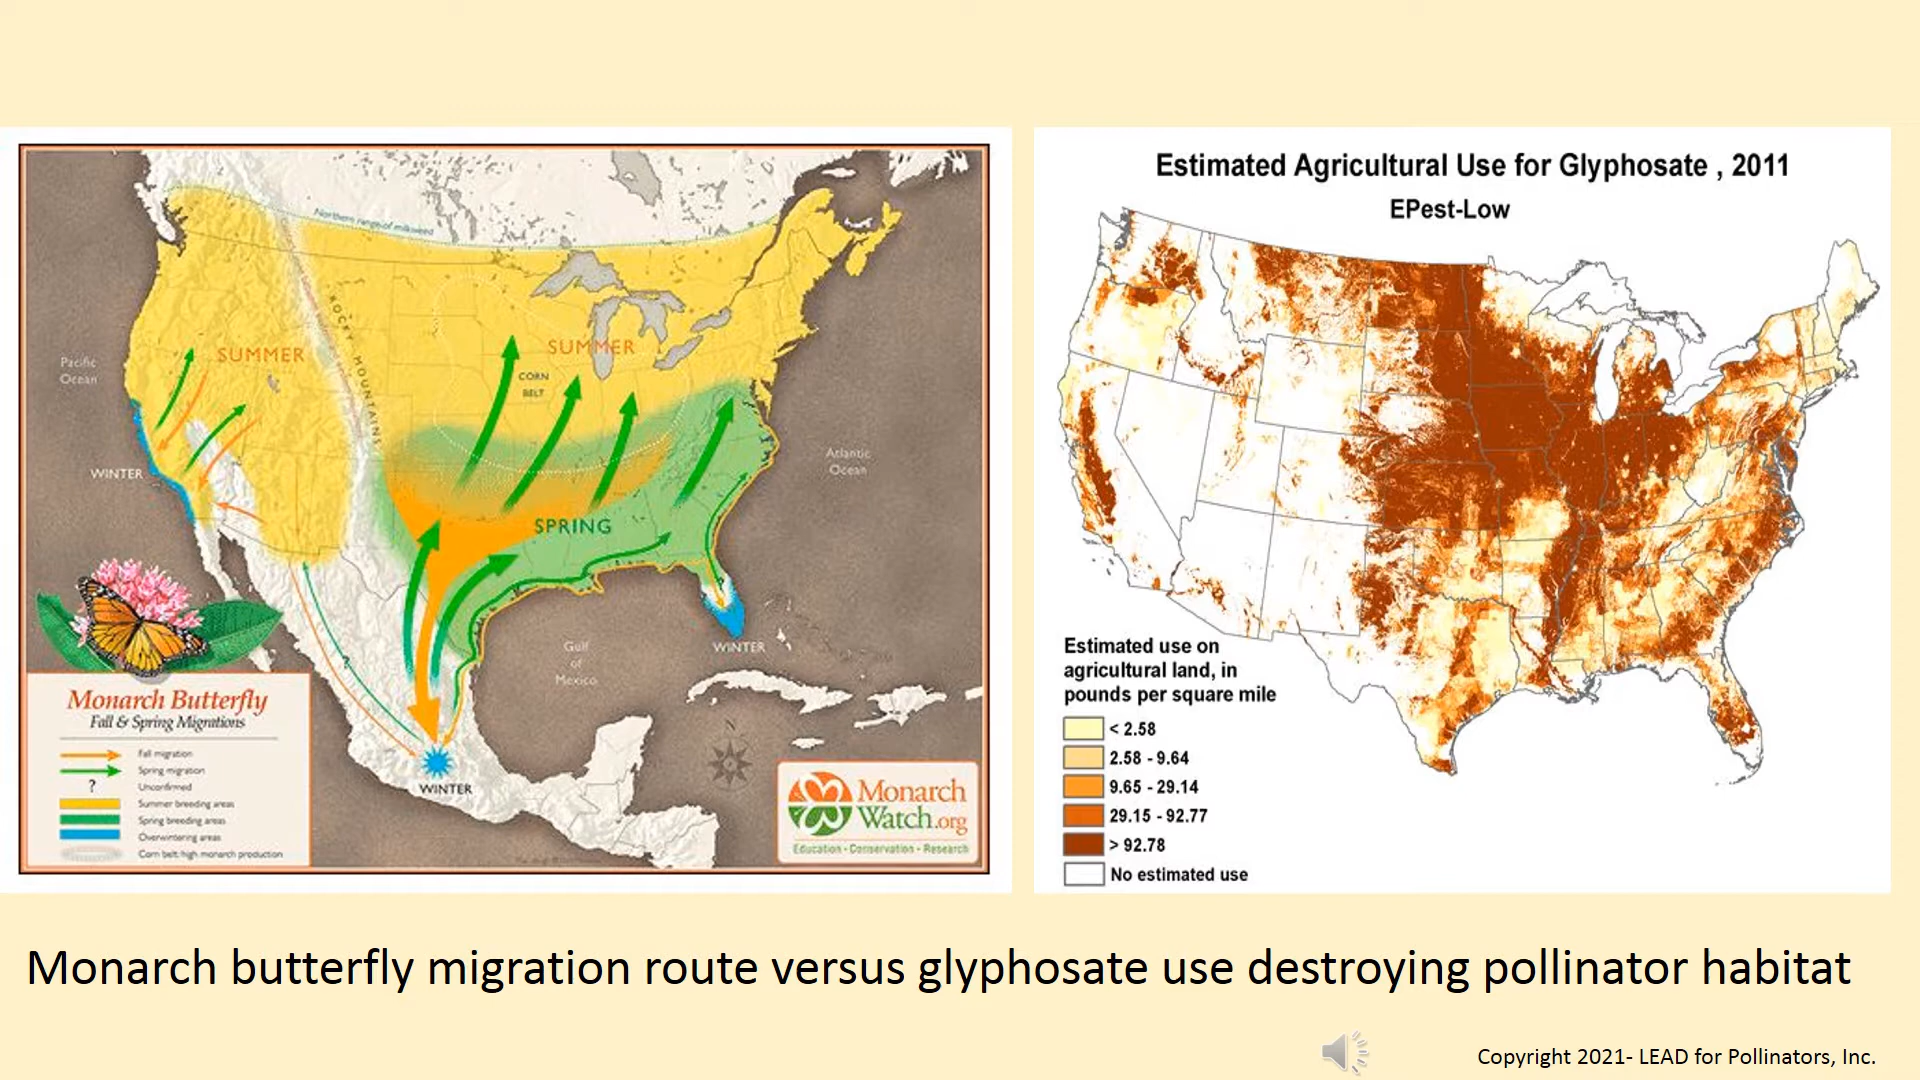 Northern range of milkweed
SUMMER
SUMMER
ROCKY MOUNTAINS
CORN
BELT
Pacific
Ocean
WINTER
Atlantic
Ocean
SPRING
?
Gulf
of
Mexico
WINTER
N
WINTER
Monarch Butterfly
Fall & Spring Migrations
Fall migration
Spring migration
? Unconfirmed
Summer breeding areas
Spring breeding areas
Overwintering areas
Corn belt/high monarch production
Monarch
Watch.org
Education - Conservation - Research
Estimated Agricultural Use for Glyphosate , 2011
EPest-Low
Estimated use on
agricultural land, in
pounds per square mile
< 2.58
2.58 - 9.64
9.65 - 29.14
29.15 - 92.77
> 92.78
No estimated use
Monarch butterfly migration route versus glyphosate use destroying pollinator habitat
Copyright 2021- LEAD for Pollinators, Inc.